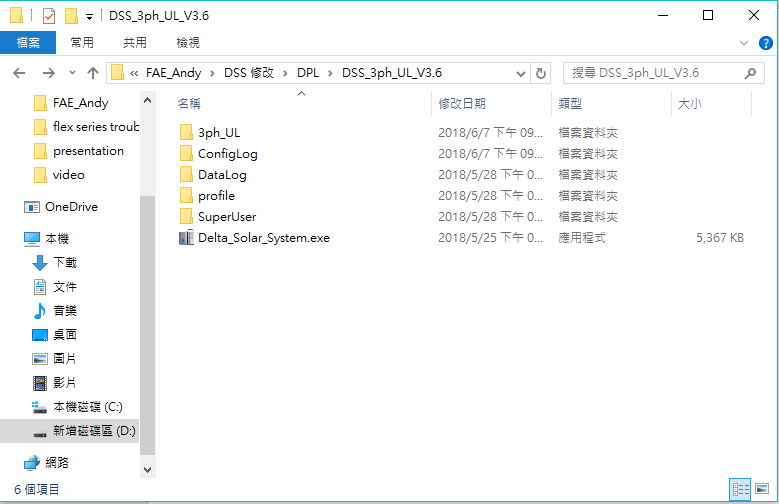 DSS_3ph_UL_V3.6
檔案 常用 共用 檢視
« FAE_Andy › DSS 修改 › DPL › DSS_3ph_UL_V3.6 搜尋 DSS_3ph_UL_V3.6
FAE_Andy
flex series troub
presentation
video
OneDrive
本機
下載
文件
音樂
桌面
圖片
影片
本機磁碟 (C:)
新增磁碟區 (D:)
網路
名稱 修改日期 類型 大小
3ph_UL 2018/6/7 下午 09... 檔案資料夾
ConfigLog 2018/6/7 下午 09... 檔案資料夾
DataLog 2018/5/28 下午 0... 檔案資料夾
profile 2018/5/28 下午 0... 檔案資料夾
SuperUser 2018/5/28 下午 0... 檔案資料夾
Delta_Solar_System.exe 2018/5/25 下午 0... 應用程式 5,367 KB
6 個項目